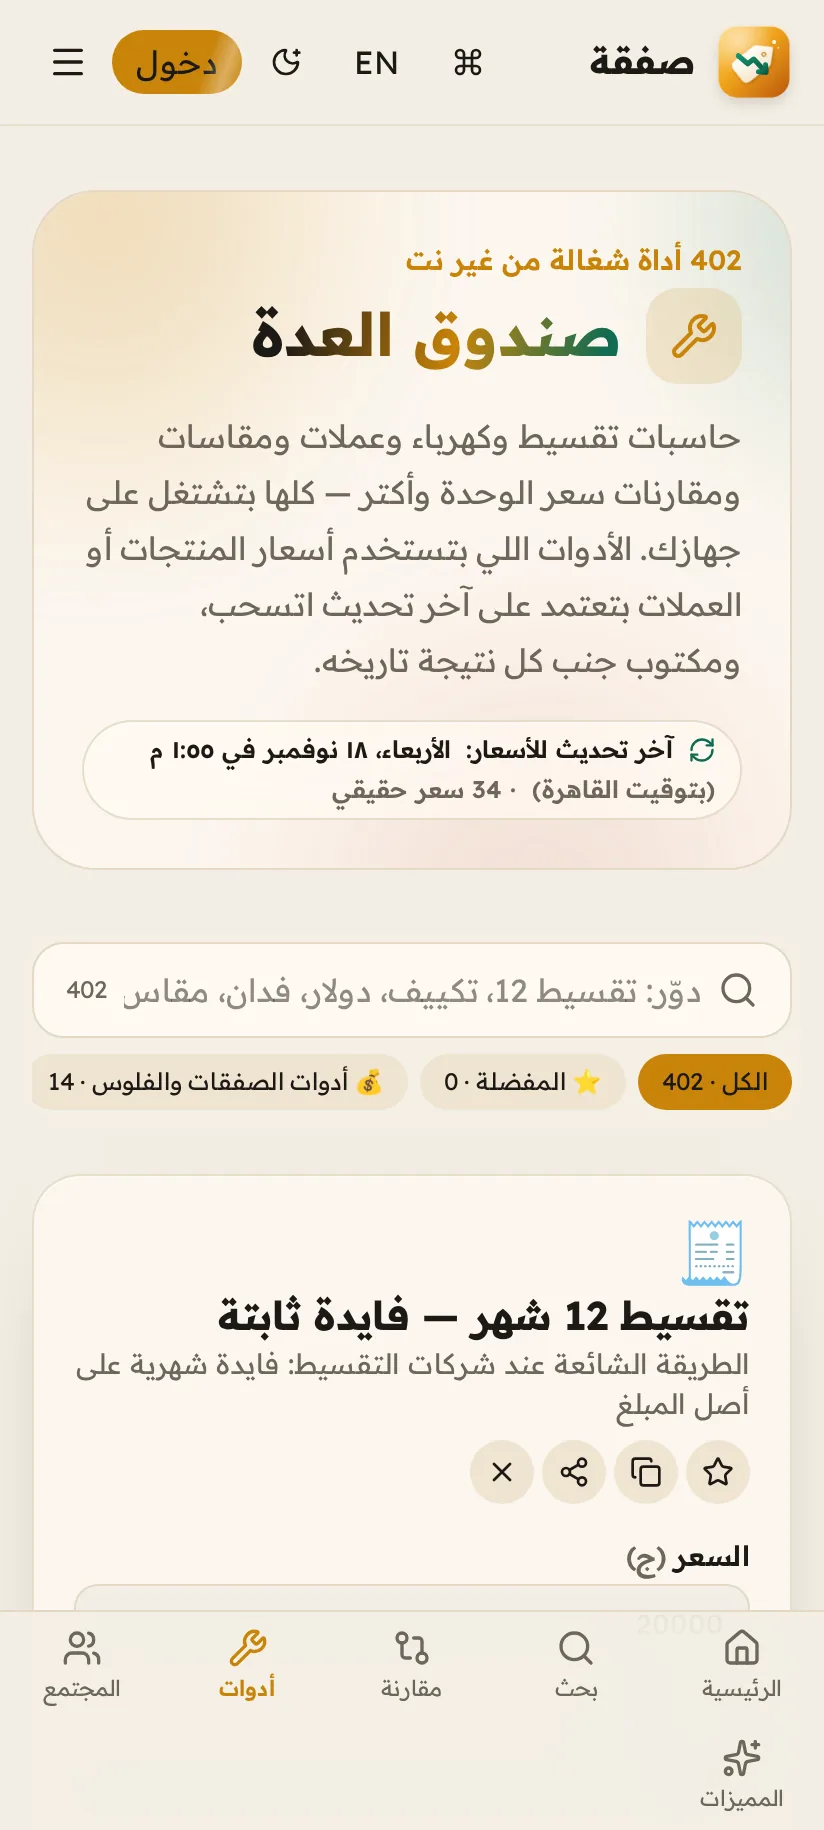 صفقة
EN
دخول
402 أداة شغالة من غير نت
صندوق العدة
حاسبات تقسيط وكهرباء وعملات ومقاسات
ومقارنات سعر الوحدة وأكتر — كلها بتشتغل على
جهازك. الأدوات اللي بتستخدم أسعار المنتجات أو
العملات بتعتمد على آخر تحديث اتسحب،
ومكتوب جنب كل نتيجة تاريخه.
آخر تحديث للأسعار: الأربعاء، ١٨ نوفمبر في ١:٥٥ م
(بتوقيت القاهرة) · 34 سعر حقيقي
دوّر: تقسيط 12، تكييف، دولار، فدان، مقاس
402
الكل · 402
⭐ المفضلة · 0
💰 أدوات الصفقات والفلوس · 14
تقسيط 12 شهر — فايدة ثابتة
الطريقة الشائعة عند شركات التقسيط: فايدة شهرية على
أصل المبلغ
السعر (ج)
20000
الرئيسية
بحث
مقارنة
أدوات
المجتمع
المميزات